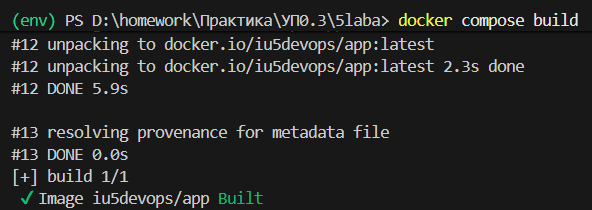 (env) PS D:\homework\Практика\УП0.3\5laba> docker compose build
#12 unpacking to docker.io/iu5devops/app:latest
#12 unpacking to docker.io/iu5devops/app:latest 2.3s done
#12 DONE 5.9s

#13 resolving provenance for metadata file
#13 DONE 0.0s
[+] build 1/1
✓ Image iu5devops/app Built